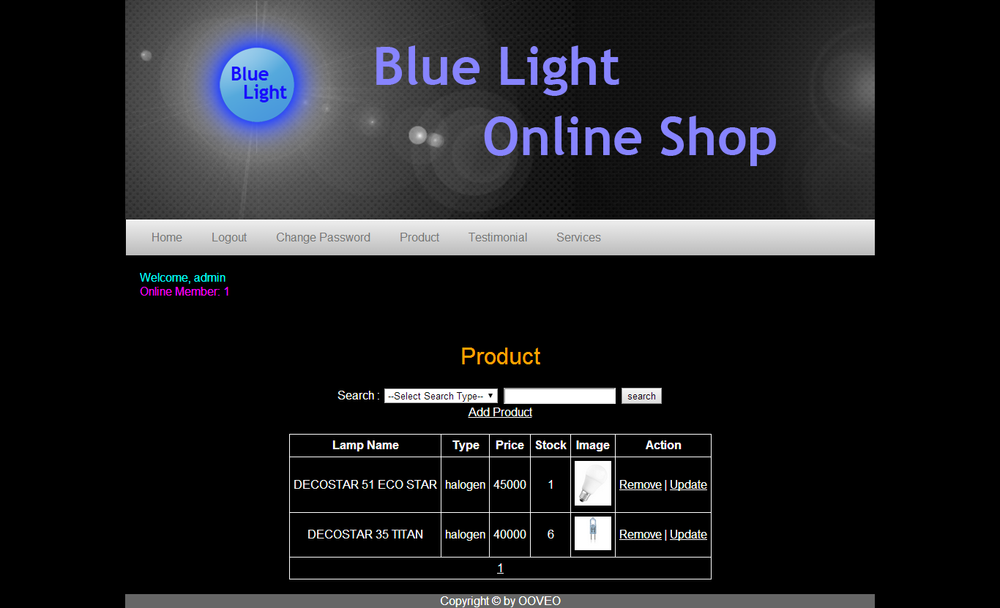 Blue
Light
Blue Light
Online Shop
Home Logout Change Password Product Testimonial Services
Welcome, admin
Online Member: 1
Product
Search : --Select Search Type-- search
Add Product
Lamp Name Type Price Stock Image Action
DECOSTAR 51 ECO STAR halogen 45000 1 Remove | Update
DECOSTAR 35 TITAN halogen 40000 6 Remove | Update
1
Copyright © by OOVEO